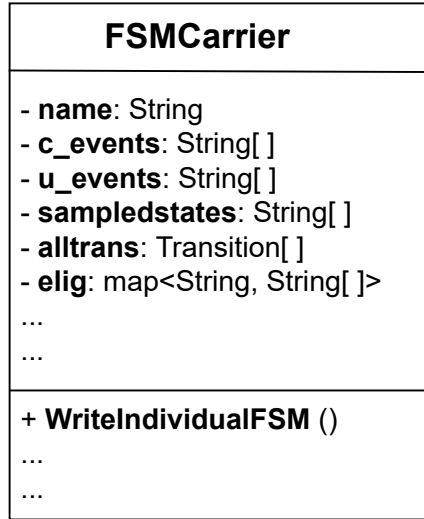 FSMCarrier
- name: String
- c_events: String[ ]
- u_events: String[ ]
- sampledstates: String[ ]
- alltrans: Transition[ ]
- elig: map<String, String[ ]>
...
...
+ WriteIndividualFSM ()
...
...